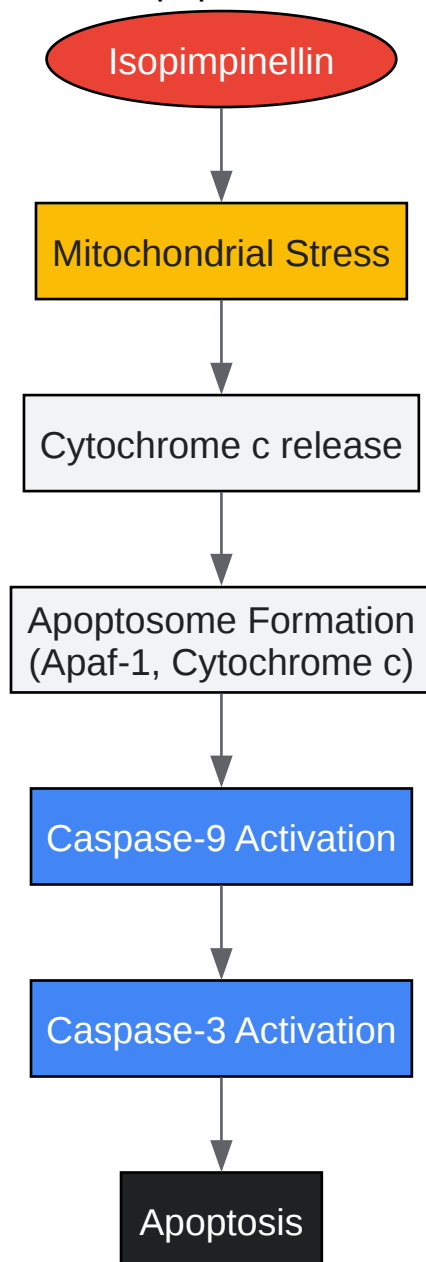 Isopimpinellin
Mitochondrial Stress
Cytochrome c release
Apoptosome Formation
(Apaf-1, Cytochrome c)
Caspase-9 Activation
Caspase-3 Activation
Apoptosis